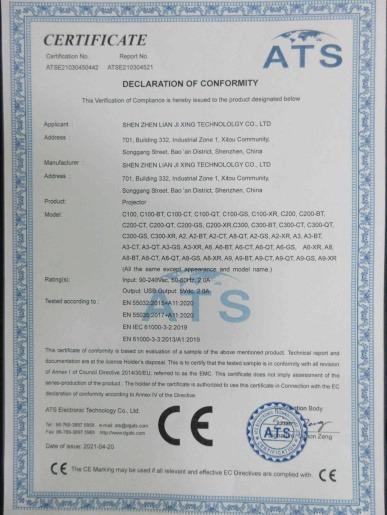 ATS
CERTIFICATE
Certification No. Report No
ATSE21030450442 ATSE210304521
DECLARATION OF CONFORMITY
This Verification of Compliance is hereby issued to the product designated below
Applicant : SHEN ZHEN LIAN JI XING TECHNOLOLGY CO., LTD
Address : 701, Building 332, Industrial Zone 1, Xitou Community,
Songgang Street, Bao'an District, Shenzhen, China
Manufacturer : SHEN ZHEN LIAN JI XING TECHNOLOLGY CO., LTD
Address : 701, Building 332, Industrial Zone 1, Xitou Community,
Songgang Street, Bao'an District, Shenzhen, China
Product: Projector
Model: C100, C100-BT, C100-CT, C100-QT, C100-GS, C100-XR, C200, C200-BT,
C200-CT, C200-QT, C200-GS, C200-XR,C300, C300-BT, C300-CT, C300-QT,
C300-GS, C300-XR, A2, A2-BT, A2-CT, A2-QT, A2-GS, A2-XR, A3, A3-BT,
A3-CT, A3-QT, A3-GS, A3-XR, A6, A6-BT, A6-CT, A6-QT, A6-GS, A6-XR, A8,
A8-BT, A8-CT, A8-QT, A8-GS, A8-XR, A9, A9-BT, A9-CT, A9-QT, A9-GS, A9-XR
(All the same except appearance and model name.)
Rating(s): Input: 90-240Vac, 50-60Hz, 2.0A
Output: USB Output: 5Vdc, 2.0A
Tested according to : EN 55032:2015+A11:2020
EN 55035:2017+A11:2020
EN IEC 61000-3-2:2019
EN 61000-3-3:2013/A1:2019
ATS
This certificate of conformity is based on an evaluation of a sample of the above mentioned product. Technical report and
documentation are at the license Holder's disposal. This is to certify that the tested sample is in conformity with all revision
of Annex I of Council Directive 2014/30/EU, referred to as the EMC. This certificate does not imply assessment of the
series-production of the product . The holder of the certificate is authorized to use this certificate in Connection with the EC
declaration of conformity according to Annex IV of the Directive.
ATS Electronic Technology Co., Ltd. Body
CE
ATS
Zeng
Date of issue: 2021-04-20
CE The CE Marking may be used if all relevant and effective EC Directives are complied with. CE